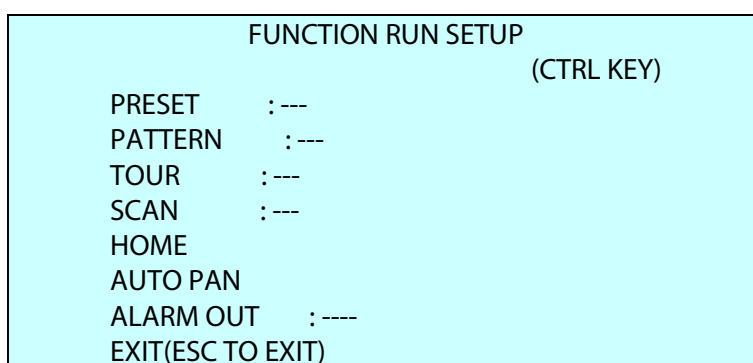 FUNCTION RUN SETUP
(CTRL KEY)
PRESET : ---
PATTERN : ---
TOUR : ---
SCAN : ---
HOME
AUTO PAN
ALARM OUT : ----
EXIT(ESC TO EXIT)